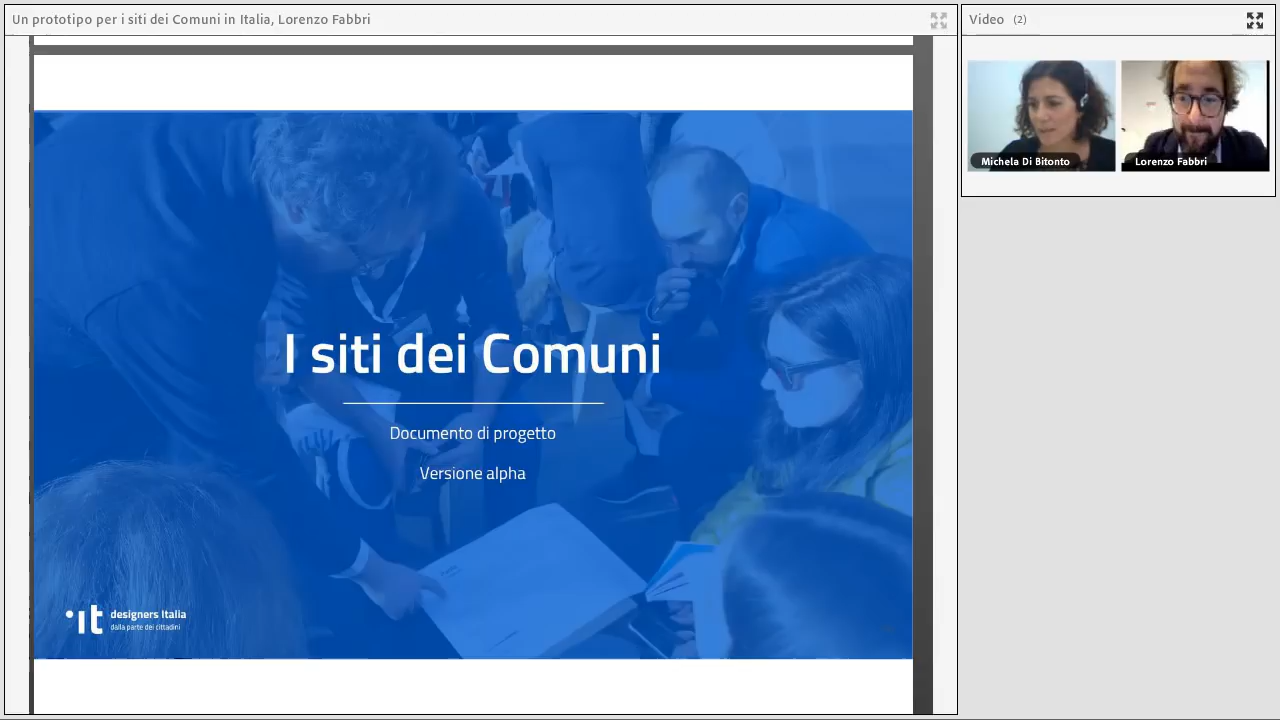 Un prototipo per i siti dei Comuni in Italia, Lorenzo Fabbri
Video (2)
Michela Di Bitonto
Lorenzo Fabbri
I siti dei Comuni
Documento di progetto
Versione alpha
it designers italia
dalla parte dei cittadini